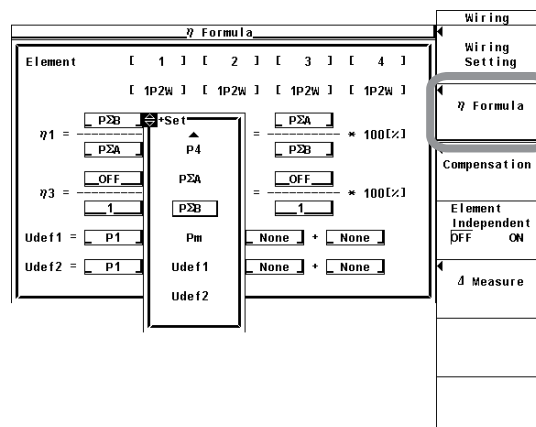 Wiring
η Formula
Wiring
Setting
Element [ 1 ] [ 2 ] [ 3 ] [ 4 ]
[ 1P2W ] [ 1P2W ] [ 1P2W ] [ 1P2W ]
η Formula
PΣB +Set PΣA
η1 = = * 100[%]
PΣA P4 PΣB
Compensation
OFF PΣA OFF
η3 = = * 100[%]
1 PΣB 1
Element
Independent
OFF ON
Udef1 = P1 Pm None + None
Udef2 = P1 Udef1 None + None
Δ Measure
Udef2